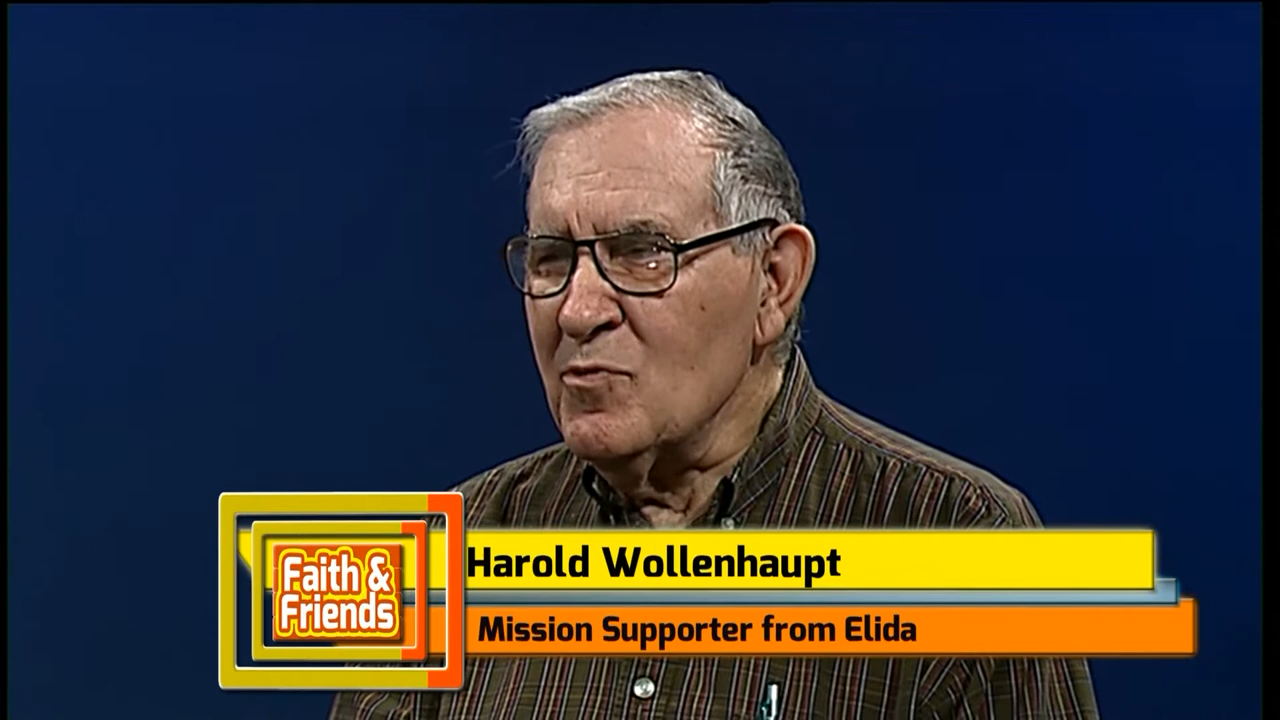 Faith &
Friends
Harold Wollenhaupt
Mission Supporter from Elida